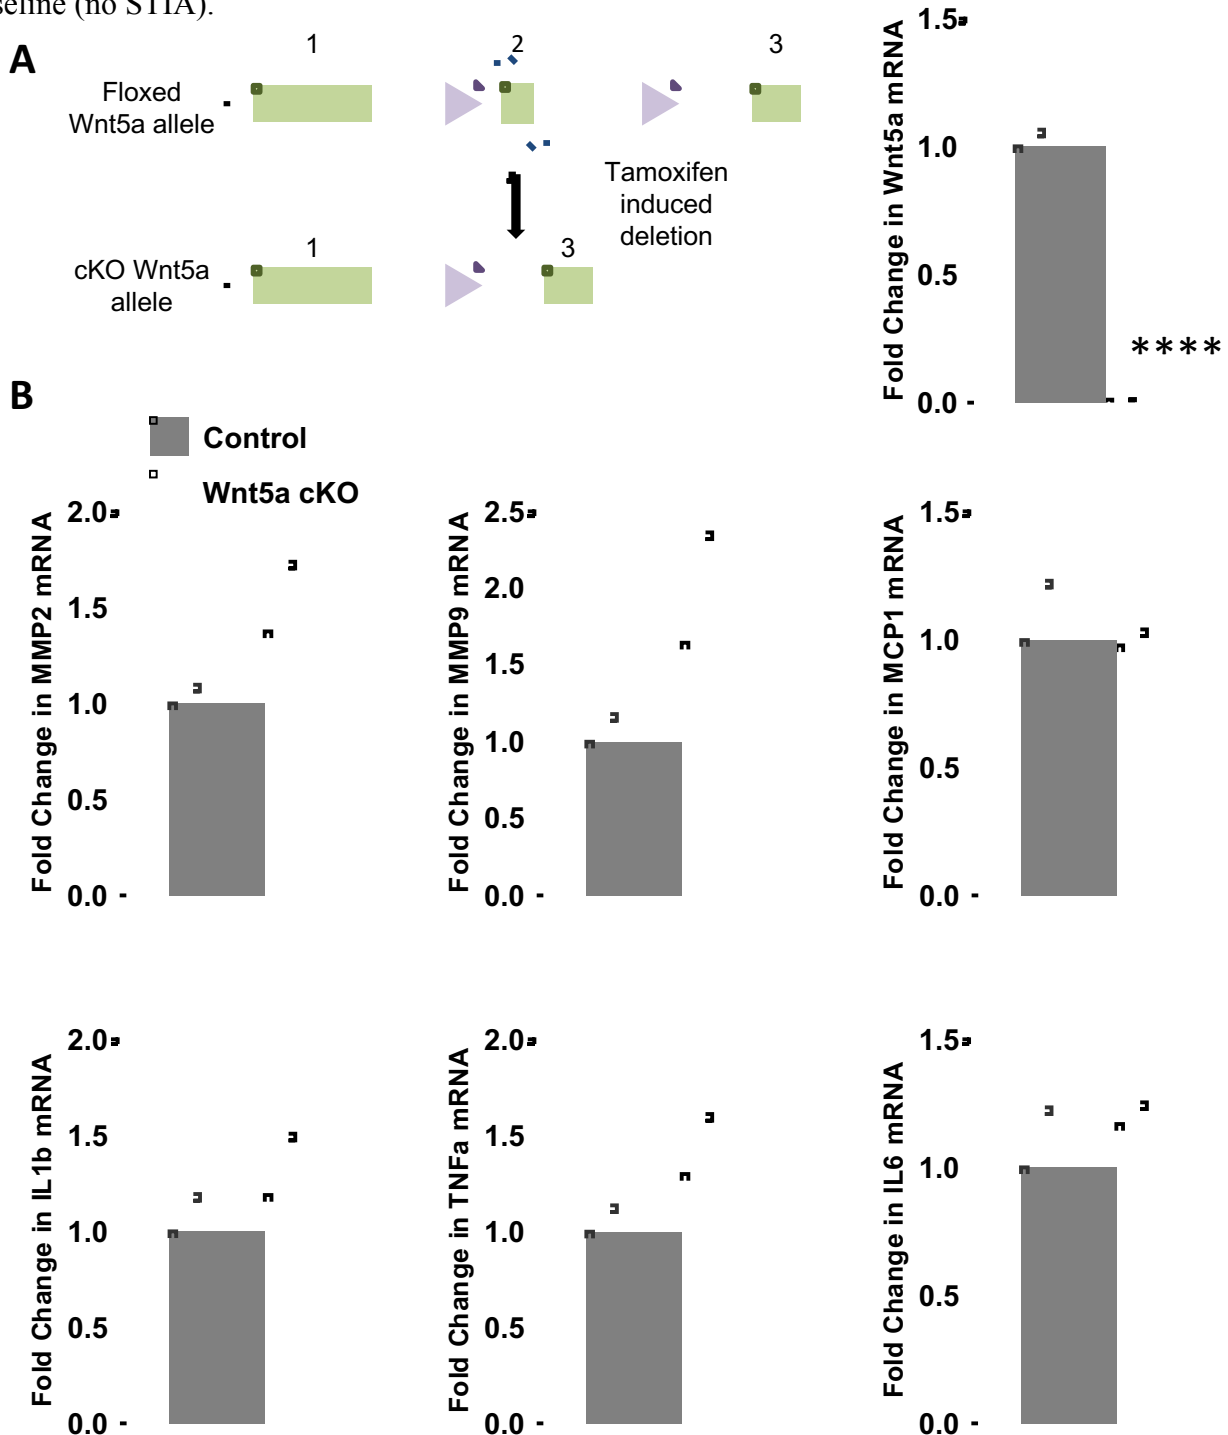 seline (no STIA).
A
1
2
3
Floxed
Wnt5a allele
Tamoxifen
induced
deletion
1
3
cKO Wnt5a
allele
Fold Change in Wnt5a mRNA
1.5
1.0
0.5
0.0
****
B
Control
Wnt5a cKO
Fold Change in MMP2 mRNA
2.0
1.5
1.0
0.5
0.0
Fold Change in MMP9 mRNA
2.5
2.0
1.5
1.0
0.5
0.0
Fold Change in MCP1 mRNA
1.5
1.0
0.5
0.0
Fold Change in IL1b mRNA
2.0
1.5
1.0
0.5
0.0
Fold Change in TNFa mRNA
2.0
1.5
1.0
0.5
0.0
Fold Change in IL6 mRNA
1.5
1.0
0.5
0.0